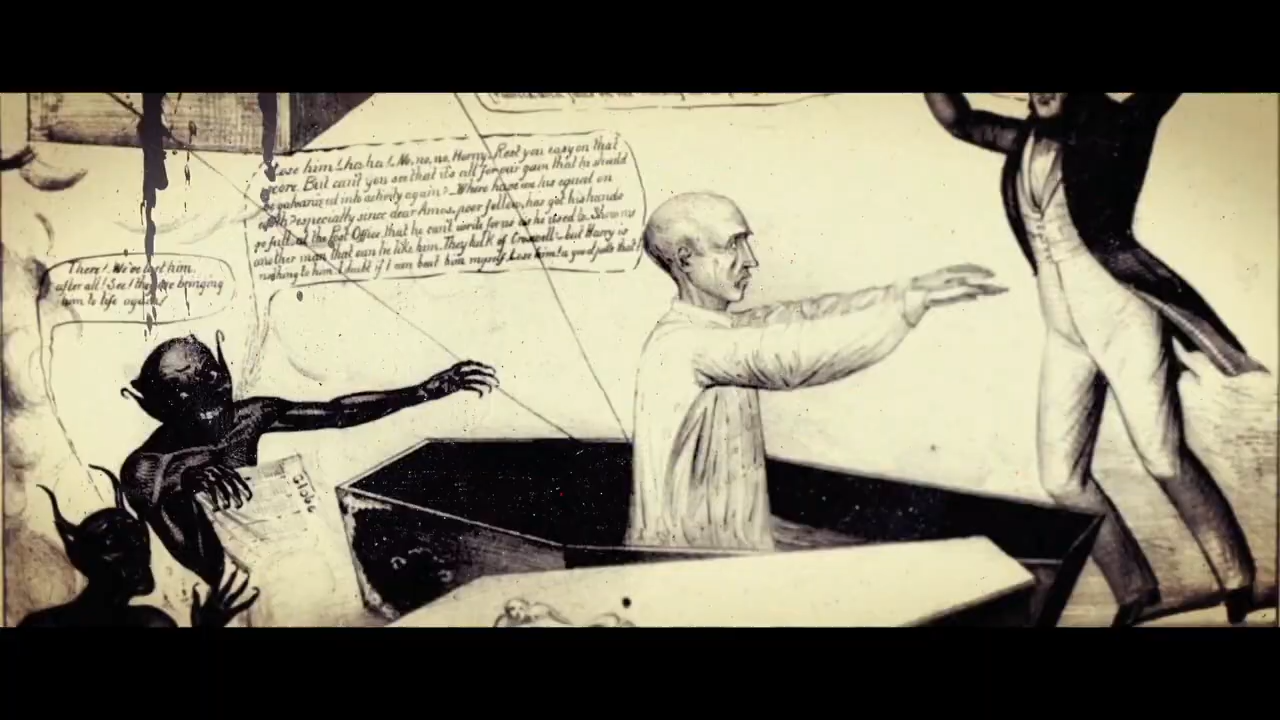 Lose him! ha ha! No, no, no, Harry. Rest you easy on that
score. But can't you see that it's all for our gain that he should
be galvanized into activity again? Where have we his equal on
earth? especially since dear Amos, poor fellow, has got his hands
so full, at the Post Office, that he can't write for us as he used to. Show me
another man that can lie like him. They talk of Croswell but Harry is
nothing to him. I doubt if I can beat him myself. Lose him! a good joke that!
There! We've lost him,
after all! See! they are bringing
him to life again!
Globe